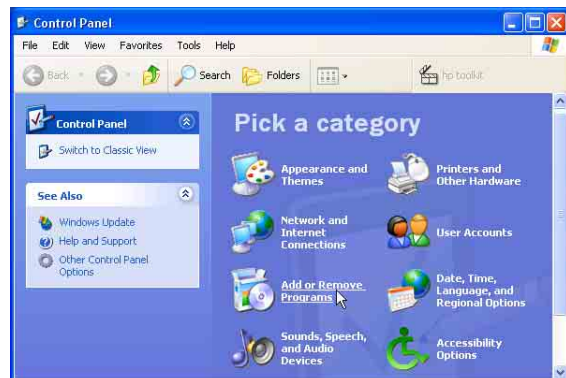 Control Panel
File Edit View Favorites Tools Help
Back Search Folders hp toolkit
Control Panel
Switch to Classic View
See Also
Windows Update
Help and Support
Other Control Panel
Options
Pick a category
Appearance and
Themes
Printers and
Other Hardware
Network and
Internet
Connections
User Accounts
Add or Remove
Programs
Date, Time,
Language, and
Regional Options
Sounds, Speech,
and Audio
Devices
Accessibility
Options